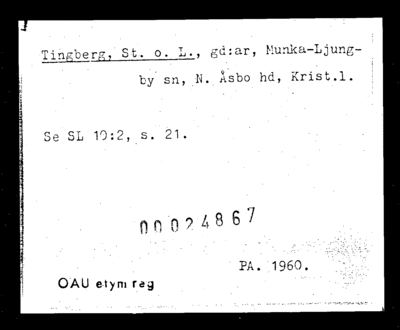 Tingberg, St. o. L., gd:ar, Munka-Ljung-
by sn, N. Åsbo hd, Krist.l.
Se SL 19:2, s. 21.
00024867
PA. 1960.
OAU etym reg